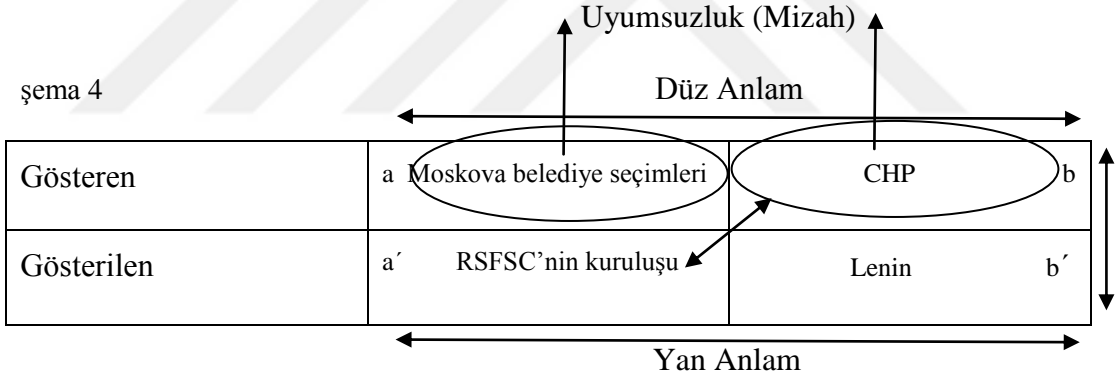 Uyumsuzluk (Mizah)
şema 4
Düz Anlam
Gösteren a Moskova belediye seçimleri CHP b
Gösterilen a´ RSFSC’nin kuruluşu Lenin b´
Yan Anlam